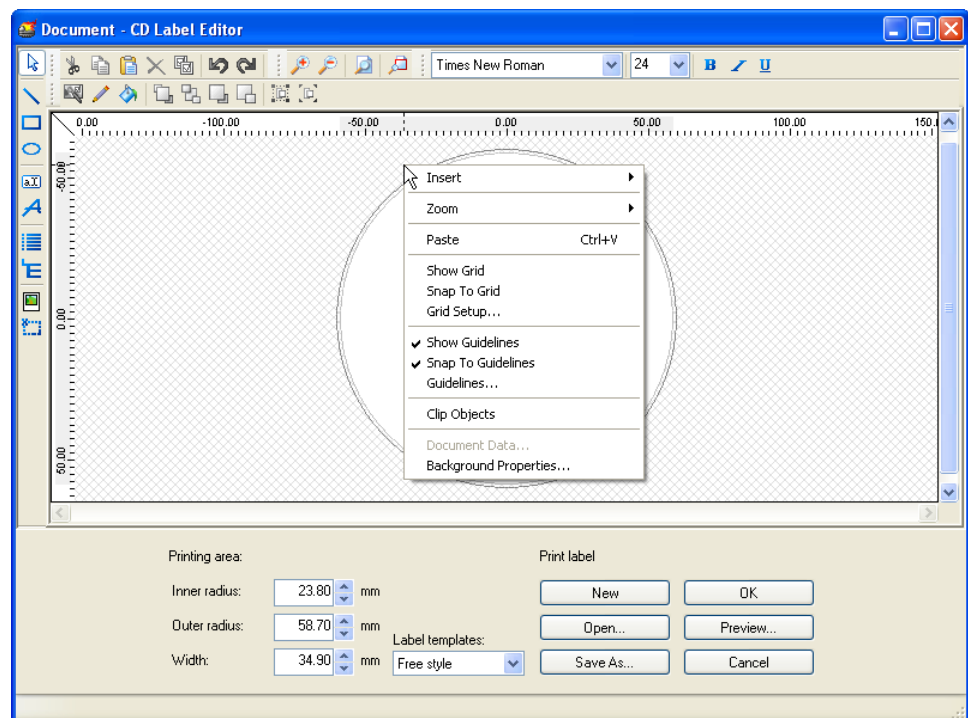 Document - CD Label Editor
Times New Roman 24 B I U
0.00 -100.00 -50.00 0.00 50.00 100.00 150.
-50.00
0.00
50.00
aI
A
Insert
Zoom
Paste Ctrl+V
Show Grid
Snap To Grid
Grid Setup...
Show Guidelines
Snap To Guidelines
Guidelines...
Clip Objects
Document Data...
Background Properties...
Printing area:
Inner radius: 23.80 mm
Outer radius: 58.70 mm
Width: 34.90 mm
Label templates:
Free style
Print label
New OK
Open... Preview...
Save As... Cancel